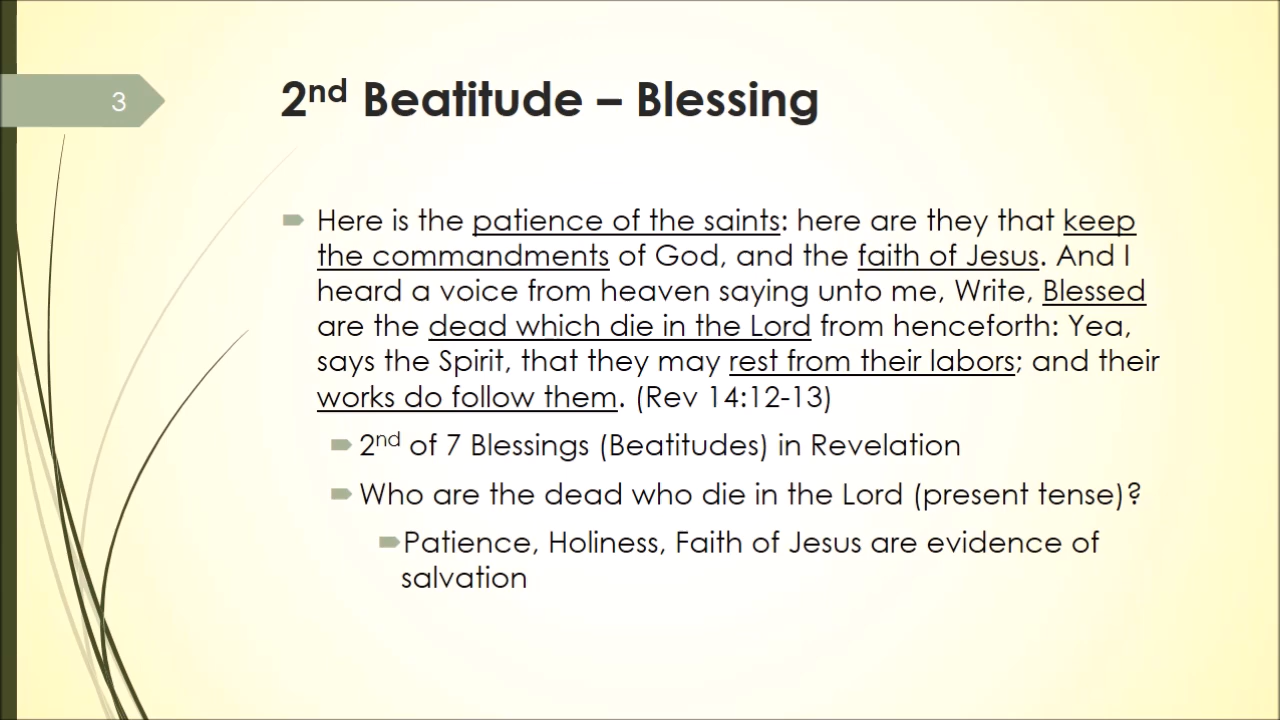 3
2nd Beatitude – Blessing
Here is the patience of the saints: here are they that keep
the commandments of God, and the faith of Jesus. And I
heard a voice from heaven saying unto me, Write, Blessed
are the dead which die in the Lord from henceforth: Yea,
says the Spirit, that they may rest from their labors; and their
works do follow them. (Rev 14:12-13)
2nd of 7 Blessings (Beatitudes) in Revelation
Who are the dead who die in the Lord (present tense)?
Patience, Holiness, Faith of Jesus are evidence of
salvation